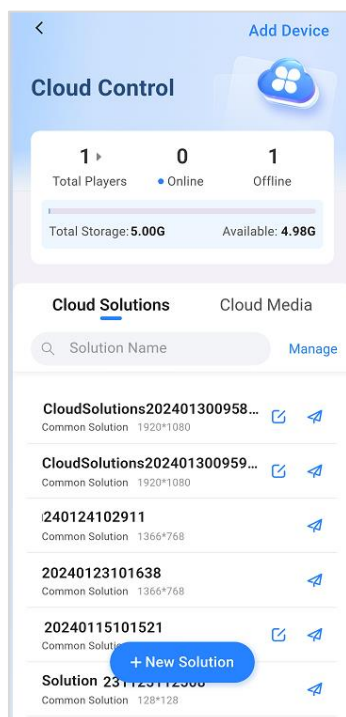 Add Device
Cloud Control
1 0 1
Total Players Online Offline
Total Storage: 5.00G Available: 4.98G
Cloud Solutions Cloud Media
Solution Name Manage
CloudSolutions202401300958...
Common Solution 1920*1080
CloudSolutions202401300959...
Common Solution 1920*1080
240124102911
Common Solution 1366*768
20240123101638
Common Solution 1366*768
20240115101521
Common
+ New Solution
Solution
Common Solution 128*128